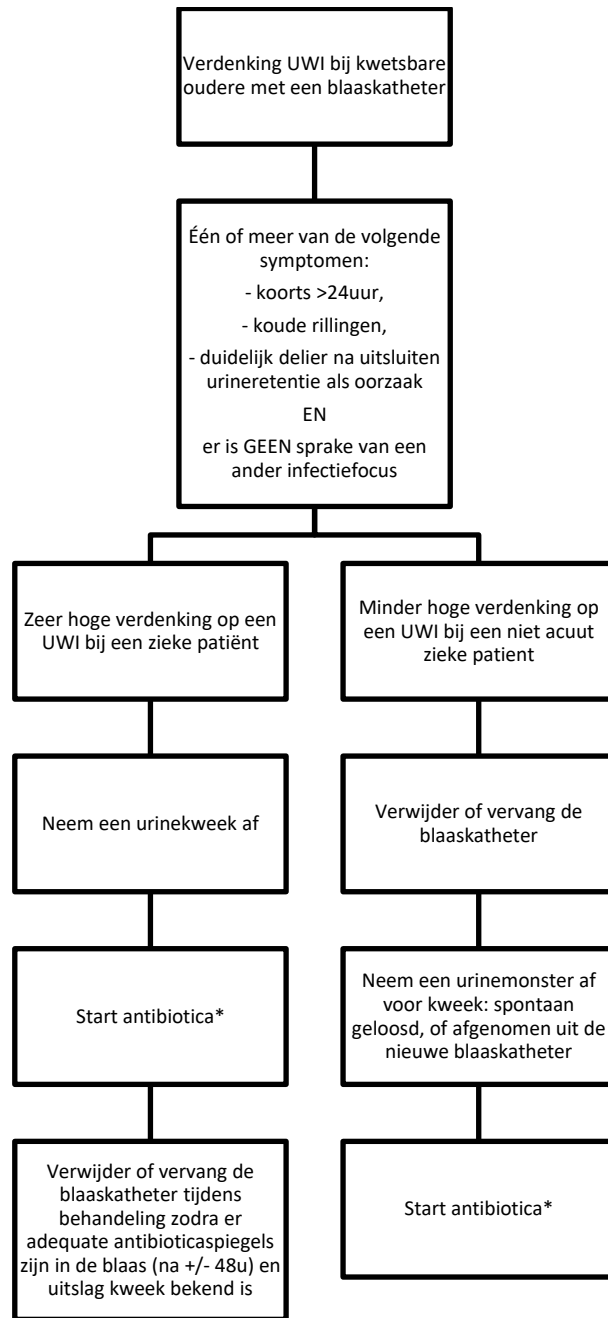 Verdenking UWI bij kwetsbare
oudere met een blaaskatheter
Één of meer van de volgende
symptomen:
- koorts >24uur,
- koude rillingen,
- duidelijk delier na uitsluiten
urineretentie als oorzaak
EN
er is GEEN sprake van een
ander infectiefocus
Zeer hoge verdenking op een
UWI bij een zieke patiënt
Neem een urinekweek af
Start antibiotica*
Verwijder of vervang de
blaaskatheter tijdens
behandeling zodra er
adequate antibioticaspiegels
zijn in de blaas (na +/- 48u) en
uitslag kweek bekend is
Minder hoge verdenking op
een UWI bij een niet acuut
zieke patient
Verwijder of vervang de
blaaskatheter
Neem een urinemonster af
voor kweek: spontaan
geloosd, of afgenomen uit de
nieuwe blaaskatheter
Start antibiotica*